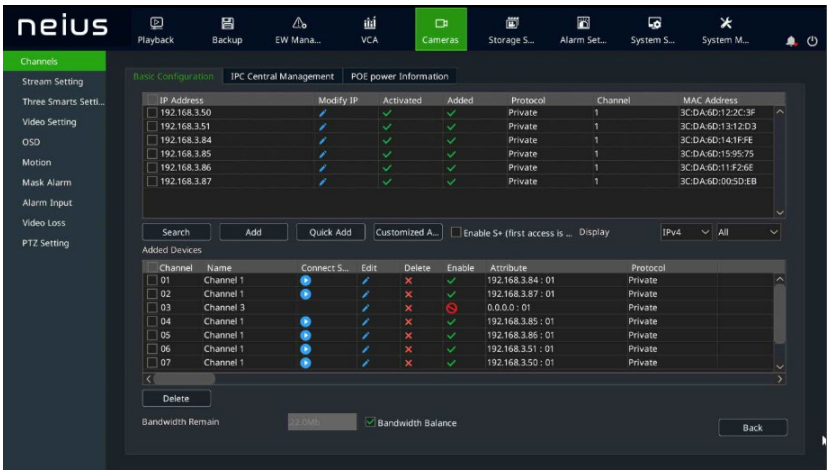 neius
Playback Backup EW Mana... VCA Cameras Storage S... Alarm Set... System S... System M...
Channels
Stream Setting
Three Smarts Setti...
Video Setting
OSD
Motion
Mask Alarm
Alarm Input
Video Loss
PTZ Setting
Basic Configuration IPC Central Management POE power Information
IP Address Modify IP Activated Added Protocol Channel MAC Address
192.168.3.50 Private 1 3C:DA:6D:12:2C:3F
192.168.3.51 Private 1 3C:DA:6D:13:12:D3
192.168.3.84 Private 1 3C:DA:6D:14:1F:FE
192.168.3.85 Private 1 3C:DA:6D:15:95:75
192.168.3.86 Private 1 3C:DA:6D:11:F2:6E
192.168.3.87 Private 1 3C:DA:6D:00:5D:EB
Search Add Quick Add Customized A... Enable S+ (first access is ... Display IPv4 All
Added Devices
Channel Name Connect S... Edit Delete Enable Attribute Protocol
01 Channel 1 192.168.3.84 : 01 Private
02 Channel 1 192.168.3.87 : 01 Private
03 Channel 3 0.0.0.0 : 01 Private
04 Channel 1 192.168.3.85 : 01 Private
05 Channel 1 192.168.3.86 : 01 Private
06 Channel 1 192.168.3.51 : 01 Private
07 Channel 1 192.168.3.50 : 01 Private
Delete
Bandwidth Remain 22.0Mb Bandwidth Balance
Back